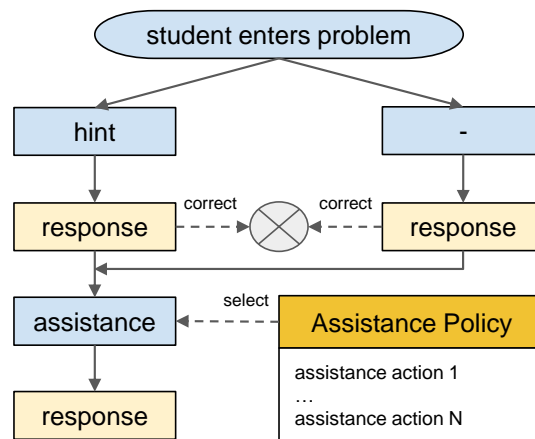 student enters problem
hint
-
response
correct
correct
response
assistance
select
Assistance Policy
assistance action 1
...
assistance action N
response